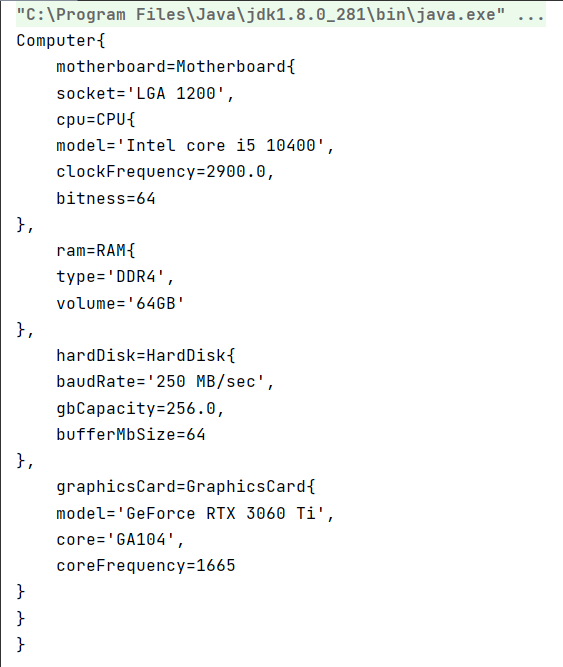 "C:\Program Files\Java\jdk1.8.0_281\bin\java.exe" ...
Computer{
    motherboard=Motherboard{
    socket='LGA 1200',
    cpu=CPU{
    model='Intel core i5 10400',
    clockFrequency=2900.0,
    bitness=64
},
    ram=RAM{
    type='DDR4',
    volume='64GB'
},
    hardDisk=HardDisk{
    baudRate='250 MB/sec',
    gbCapacity=256.0,
    bufferMbSize=64
},
    graphicsCard=GraphicsCard{
    model='GeForce RTX 3060 Ti',
    core='GA104',
    coreFrequency=1665
}
}
}